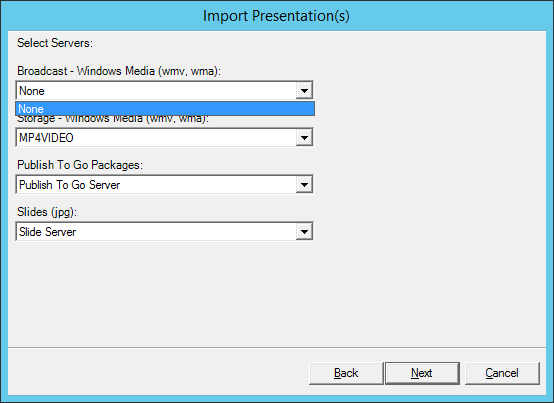 Import Presentation(s)
Select Servers:
Broadcast - Windows Media (wmv, wma):
None
None
Storage - Windows Media (wmv, wma):
MP4VIDEO
Publish To Go Packages:
Publish To Go Server
Slides (jpg):
Slide Server
Back Next Cancel